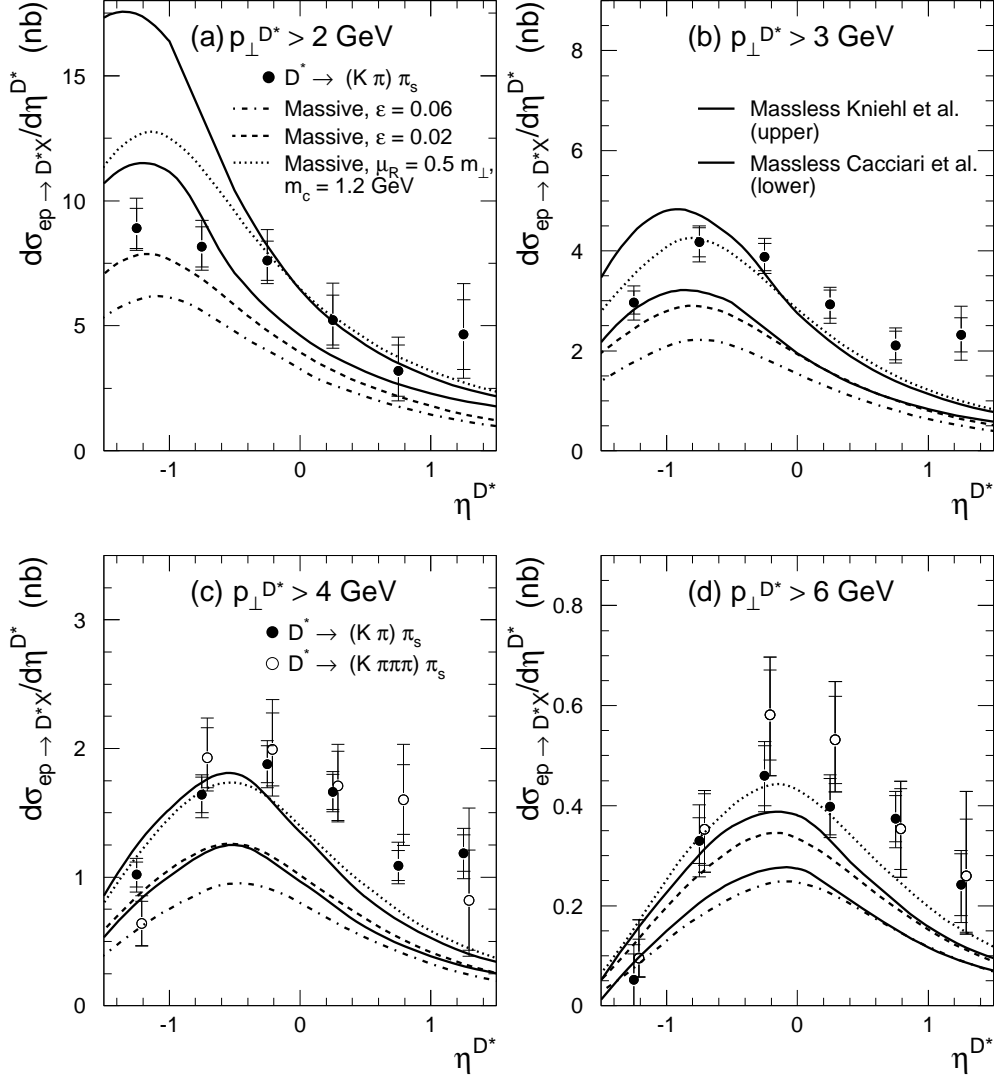 (a) p⊥ D* > 2 GeV
D* → (K π) πs
Massive, ε = 0.06
Massive, ε = 0.02
Massive, μR = 0.5 m⊥,
mc = 1.2 GeV
dσep → D*X/dηD* (nb)
0
5
10
15
-1
0
1
ηD*
(b) p⊥ D* > 3 GeV
Massless Kniehl et al.
(upper)
Massless Cacciari et al.
(lower)
dσep → D*X/dηD* (nb)
0
2
4
6
8
-1
0
1
ηD*
(c) p⊥ D* > 4 GeV
D* → (K π) πs
D* → (K πππ) πs
dσep → D*X/dηD* (nb)
0
1
2
3
-1
0
1
ηD*
(d) p⊥ D* > 6 GeV
dσep → D*X/dηD* (nb)
0
0.2
0.4
0.6
0.8
-1
0
1
ηD*